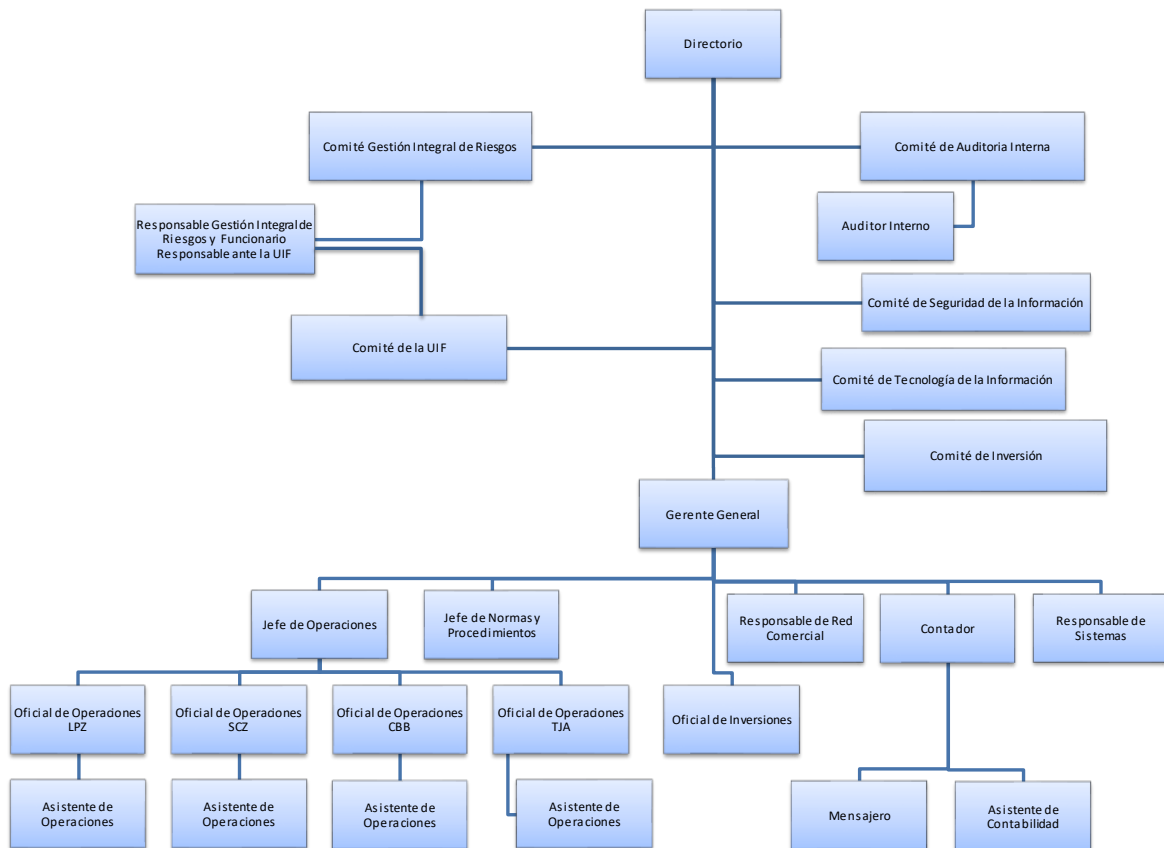 Directorio
Comité Gestión Integral de Riesgos
Comité de Auditoria Interna
Responsable Gestión Integral de
Riesgos y Funcionario
Responsable ante la UIF
Auditor Interno
Comité de Seguridad de la Información
Comité de la UIF
Comité de Tecnología de la Información
Comité de Inversión
Gerente General
Jefe de Operaciones
Jefe de Normas y
Procedimientos
Responsable de Red
Comercial
Contador
Responsable de
Sistemas
Oficial de Operaciones
LPZ
Oficial de Operaciones
SCZ
Oficial de Operaciones
CBB
Oficial de Operaciones
TJA
Oficial de Inversiones
Asistente de
Operaciones
Asistente de
Operaciones
Asistente de
Operaciones
Asistente de
Operaciones
Mensajero
Asistente de
Contabilidad